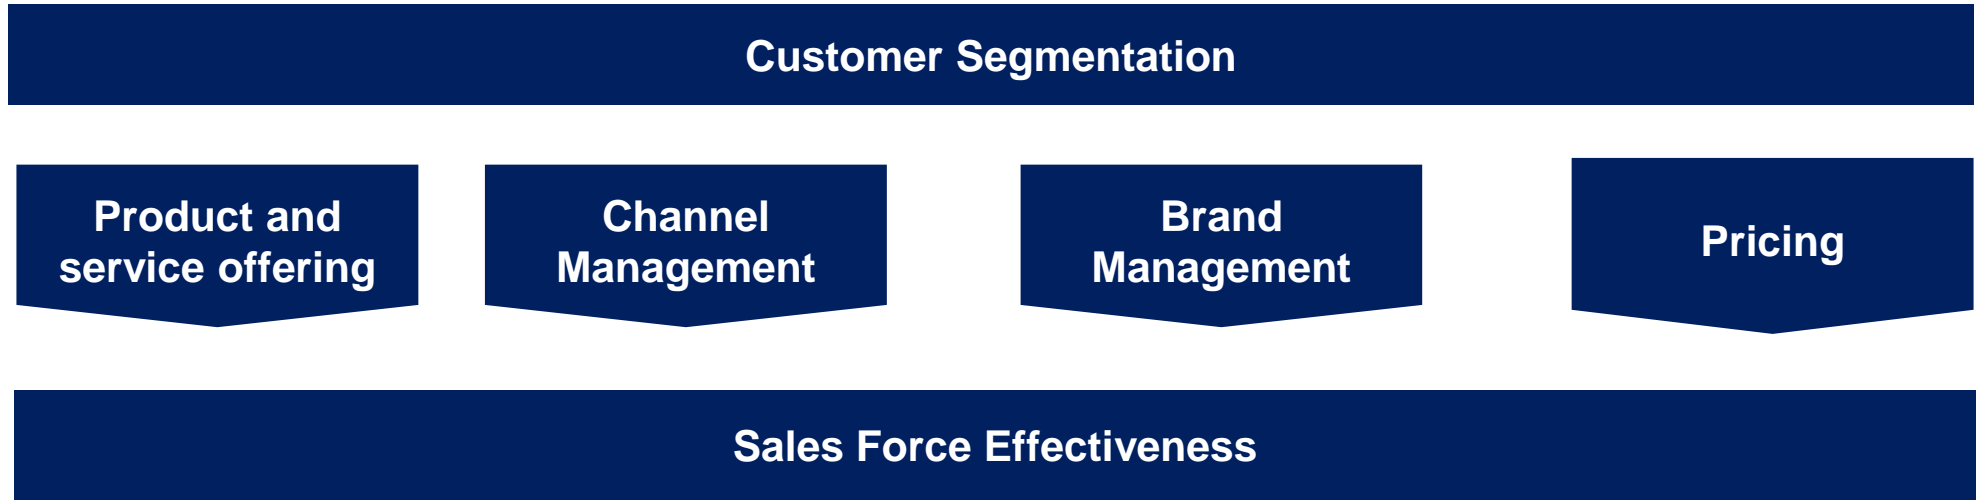 Customer Segmentation
Product and
service offering
Channel
Management
Brand
Management
Pricing
Sales Force Effectiveness